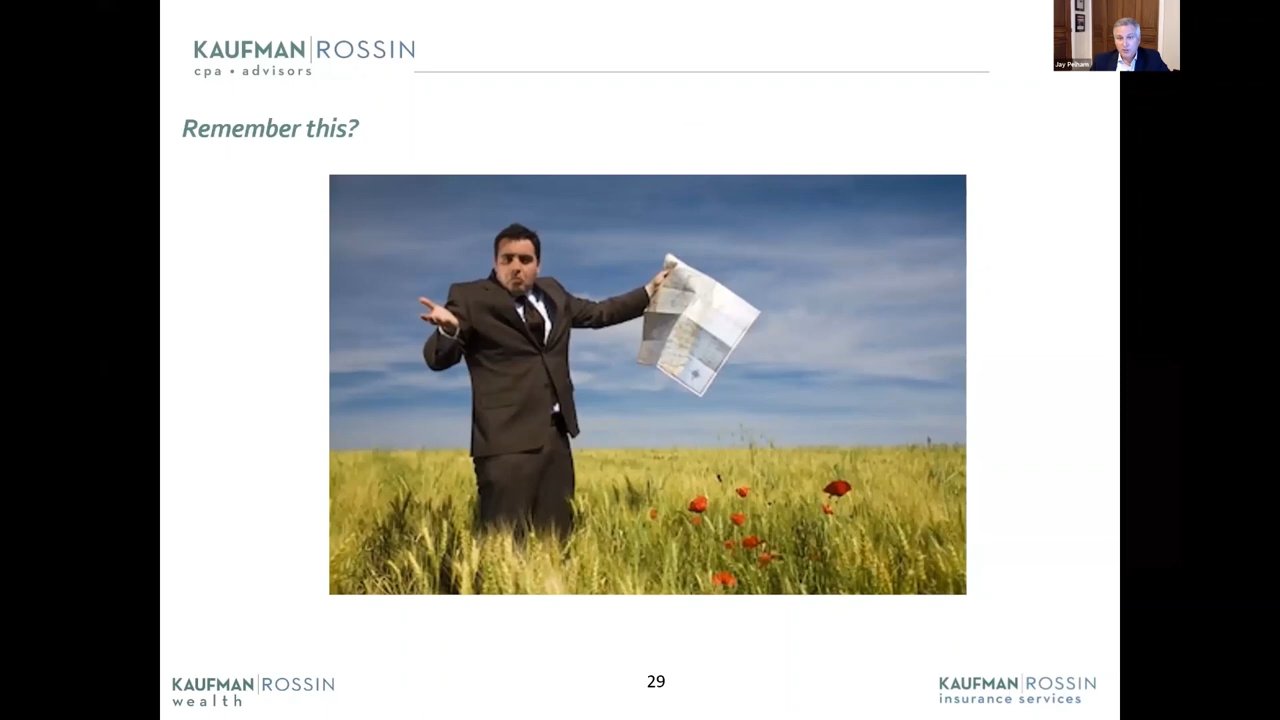 KAUFMAN|ROSSIN
cpa • advisors
Jay Pelham
Remember this?
KAUFMAN|ROSSIN
wealth
29
KAUFMAN|ROSSIN
insurance services